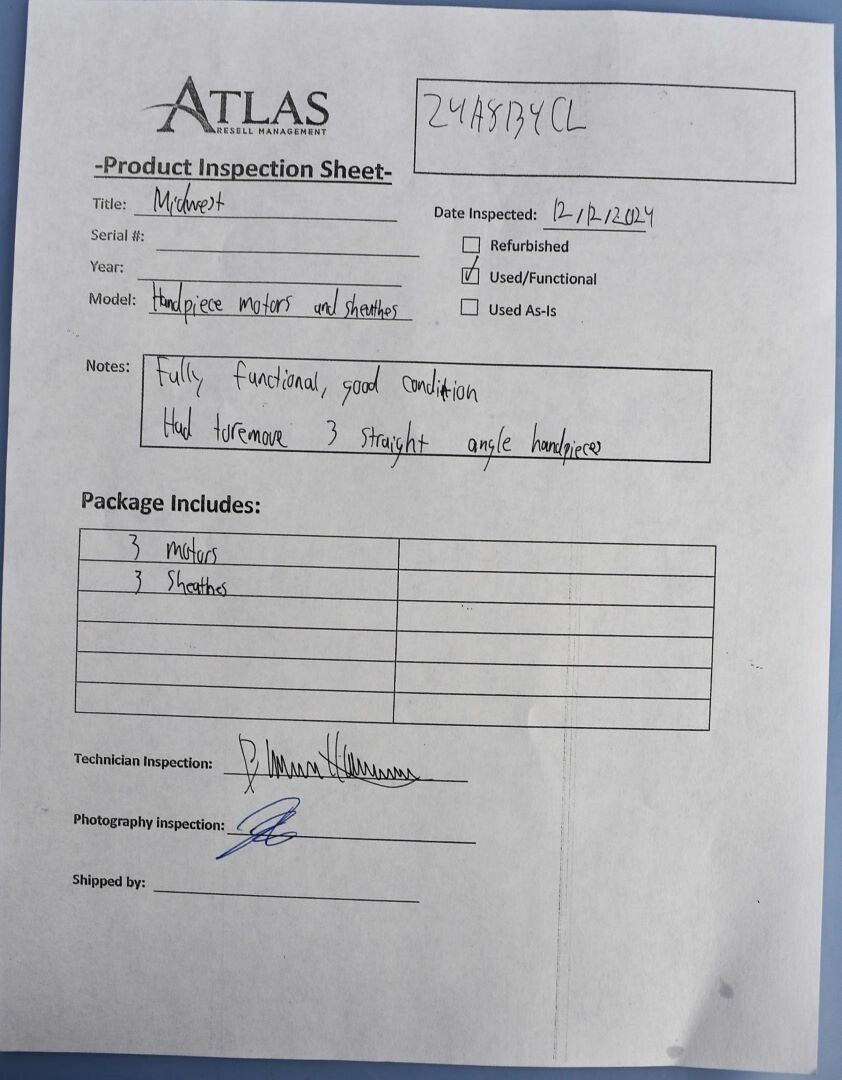 ATLAS
RESELL MANAGEMENT
24A8134CL
-Product Inspection Sheet-
Title: Midwest
Date Inspected: 12/12/2024
Serial #:
Refurbished
Year:
Used/Functional
Model: Handpiece motors and sheathes
Used As-Is
Notes: Fully functional, good condition
Had toremove 3 straight angle handpieces
Package Includes:
3 motors
3 Sheathes
Technician Inspection:
Photography inspection:
Shipped by: